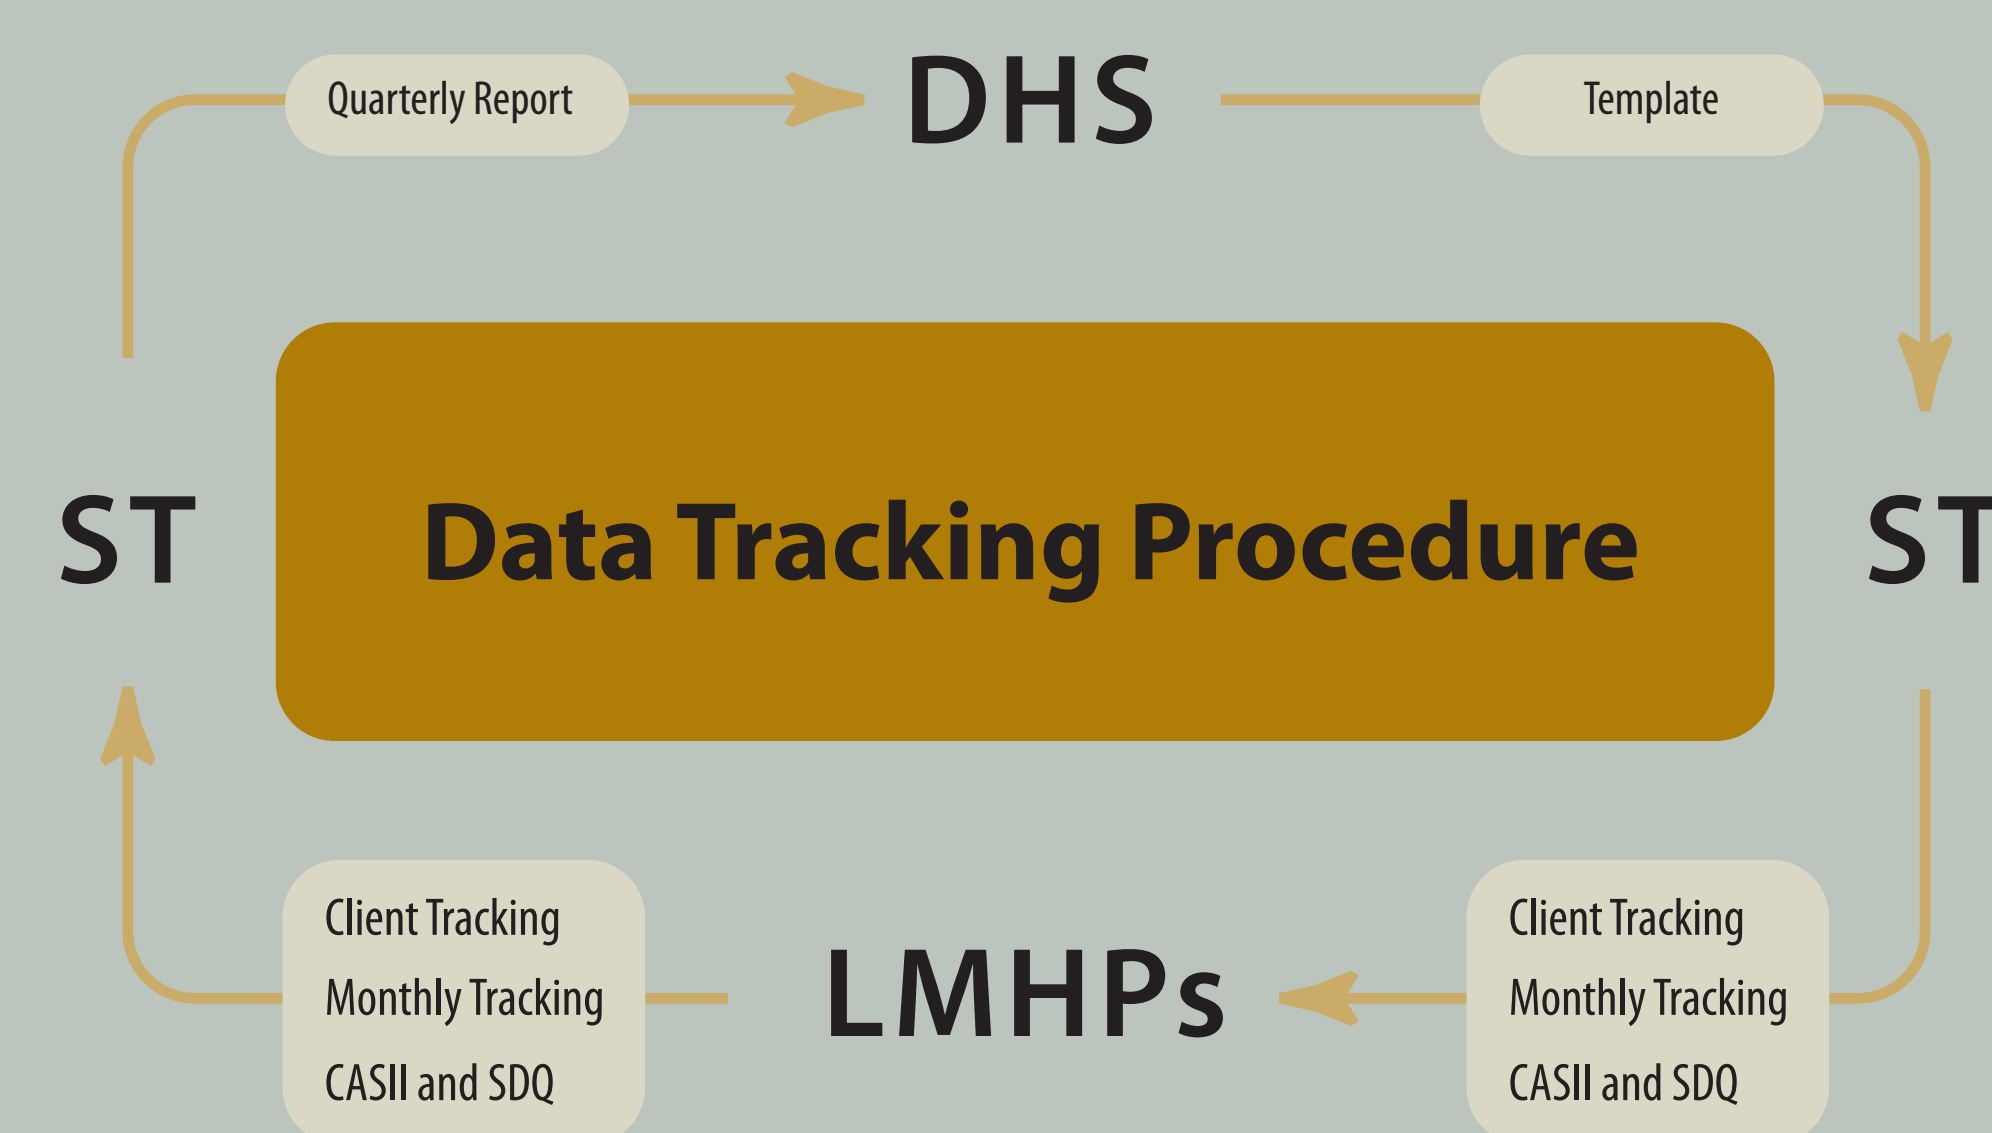 Quarterly Report
DHS
Template
ST
Data Tracking Procedure
ST
Client Tracking
Monthly Tracking
CASII and SDQ
LMHPs
Client Tracking
Monthly Tracking
CASII and SDQ